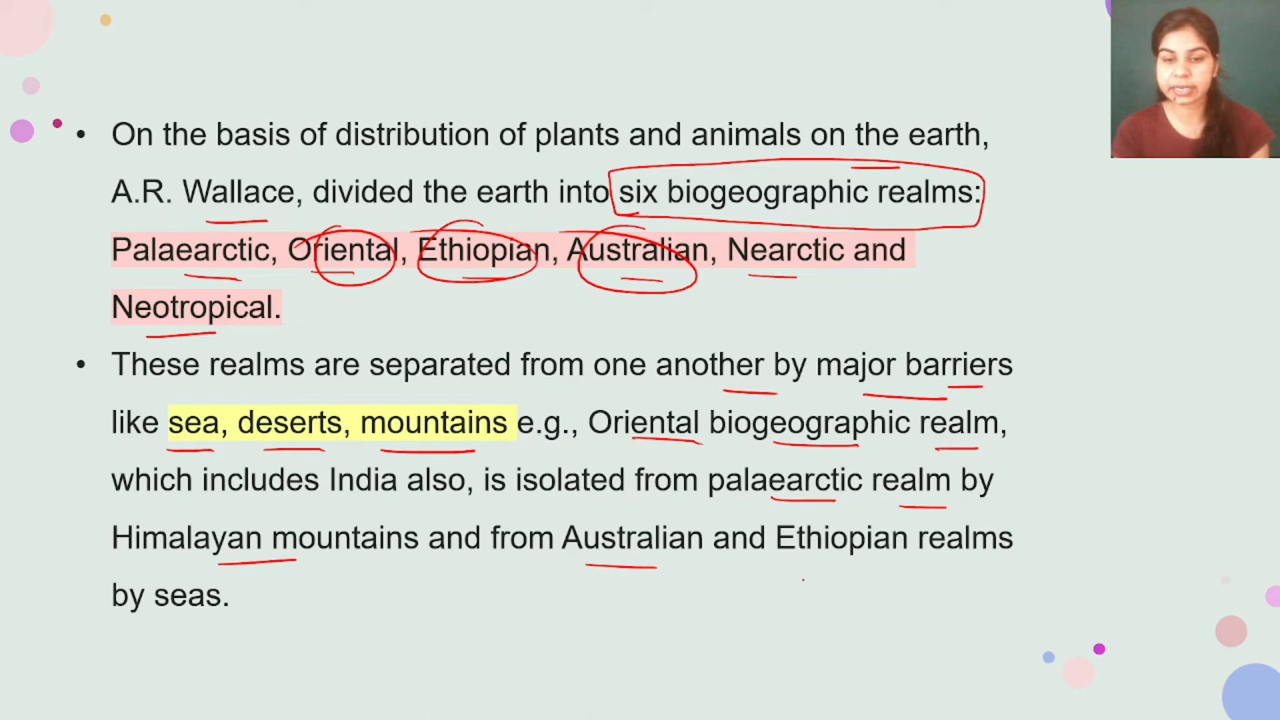 • On the basis of distribution of plants and animals on the earth,
A.R. Wallace, divided the earth into six biogeographic realms:
Palaearctic, Oriental, Ethiopian, Australian, Nearctic and
Neotropical.
• These realms are separated from one another by major barriers
like sea, deserts, mountains e.g., Oriental biogeographic realm,
which includes India also, is isolated from palaearctic realm by
Himalayan mountains and from Australian and Ethiopian realms
by seas.